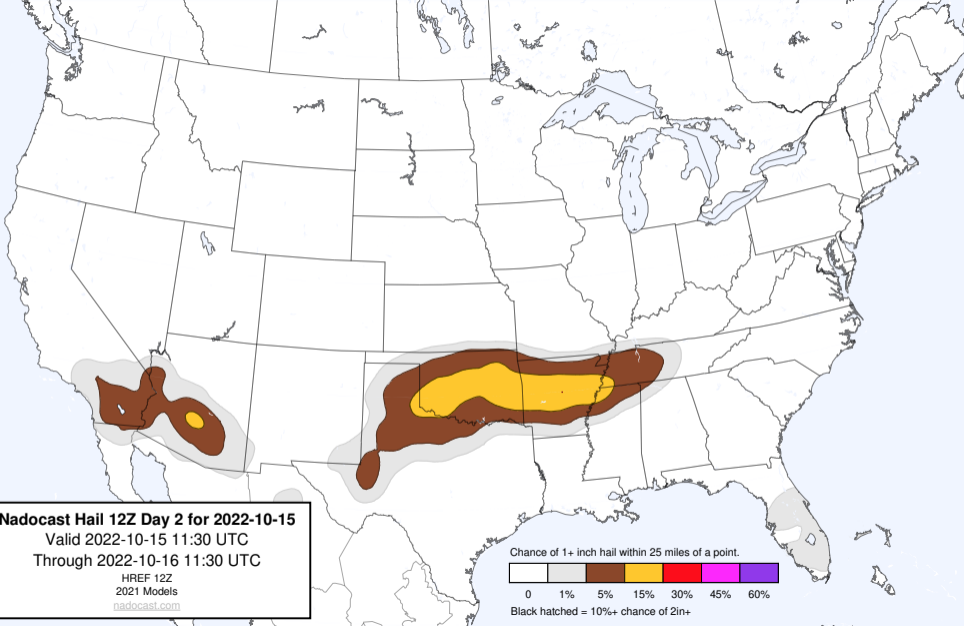 Nadocast Hail 12Z Day 2 for 2022-10-15
Valid 2022-10-15 11:30 UTC
Through 2022-10-16 11:30 UTC
HREF 12Z
2021 Models
nadocast.com
Chance of 1+ inch hail within 25 miles of a point.
0 1% 5% 15% 30% 45% 60%
Black hatched = 10%+ chance of 2in+